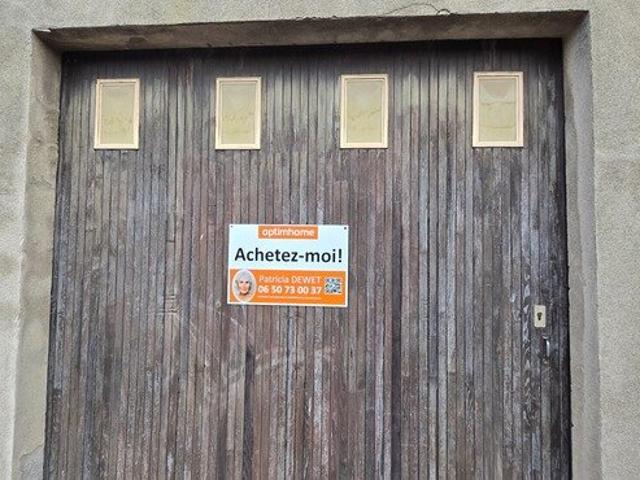 optimhome
Achetez-moi!
Patricia DEWET
06 50 73 00 37